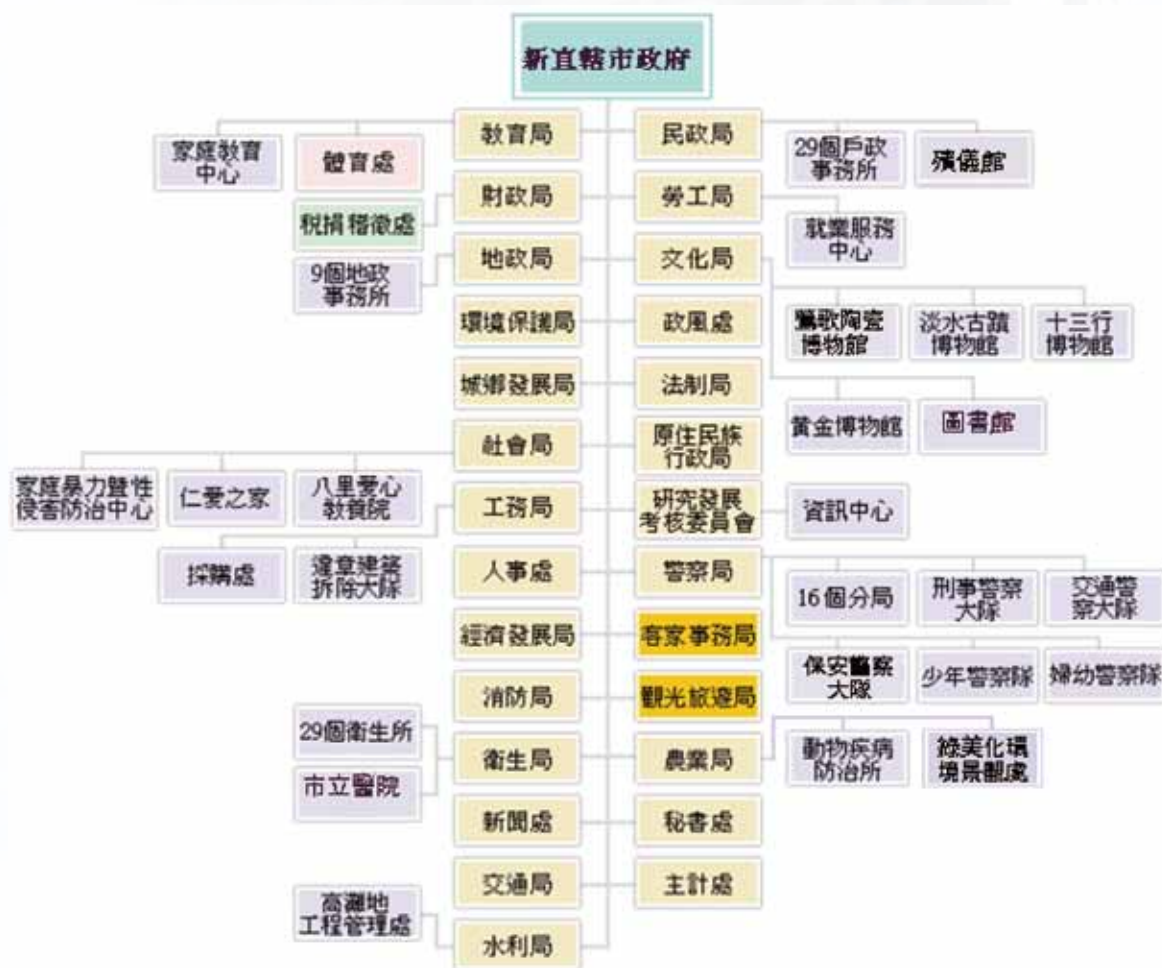 新直轄市政府
教育局
民政局
家庭教育
中心
體育處
29個戶政
事務所
殯儀館
財政局
勞工局
稅捐稽徵處
就業服務
中心
地政局
文化局
9個地政
事務所
環境保護局
政風處
鶯歌陶瓷
博物館
淡水古蹟
博物館
十三行
博物館
城鄉發展局
法制局
黃金博物館
圖書館
社會局
原住民族
行政局
家庭暴力暨性
侵害防治中心
仁愛之家
八里愛心
教養院
工務局
研究發展
考核委員會
資訊中心
採購處
違章建築
拆除大隊
人事處
警察局
16個分局
刑事警察
大隊
交通警
察大隊
經濟發展局
客家事務局
保安警察
大隊
少年警察隊
婦幼警察隊
消防局
觀光旅遊局
29個衛生所
衛生局
農業局
動物疾病
防治所
綠美化環
境景觀處
市立醫院
新聞處
秘書處
交通局
主計處
高灘地
工程管理處
水利局